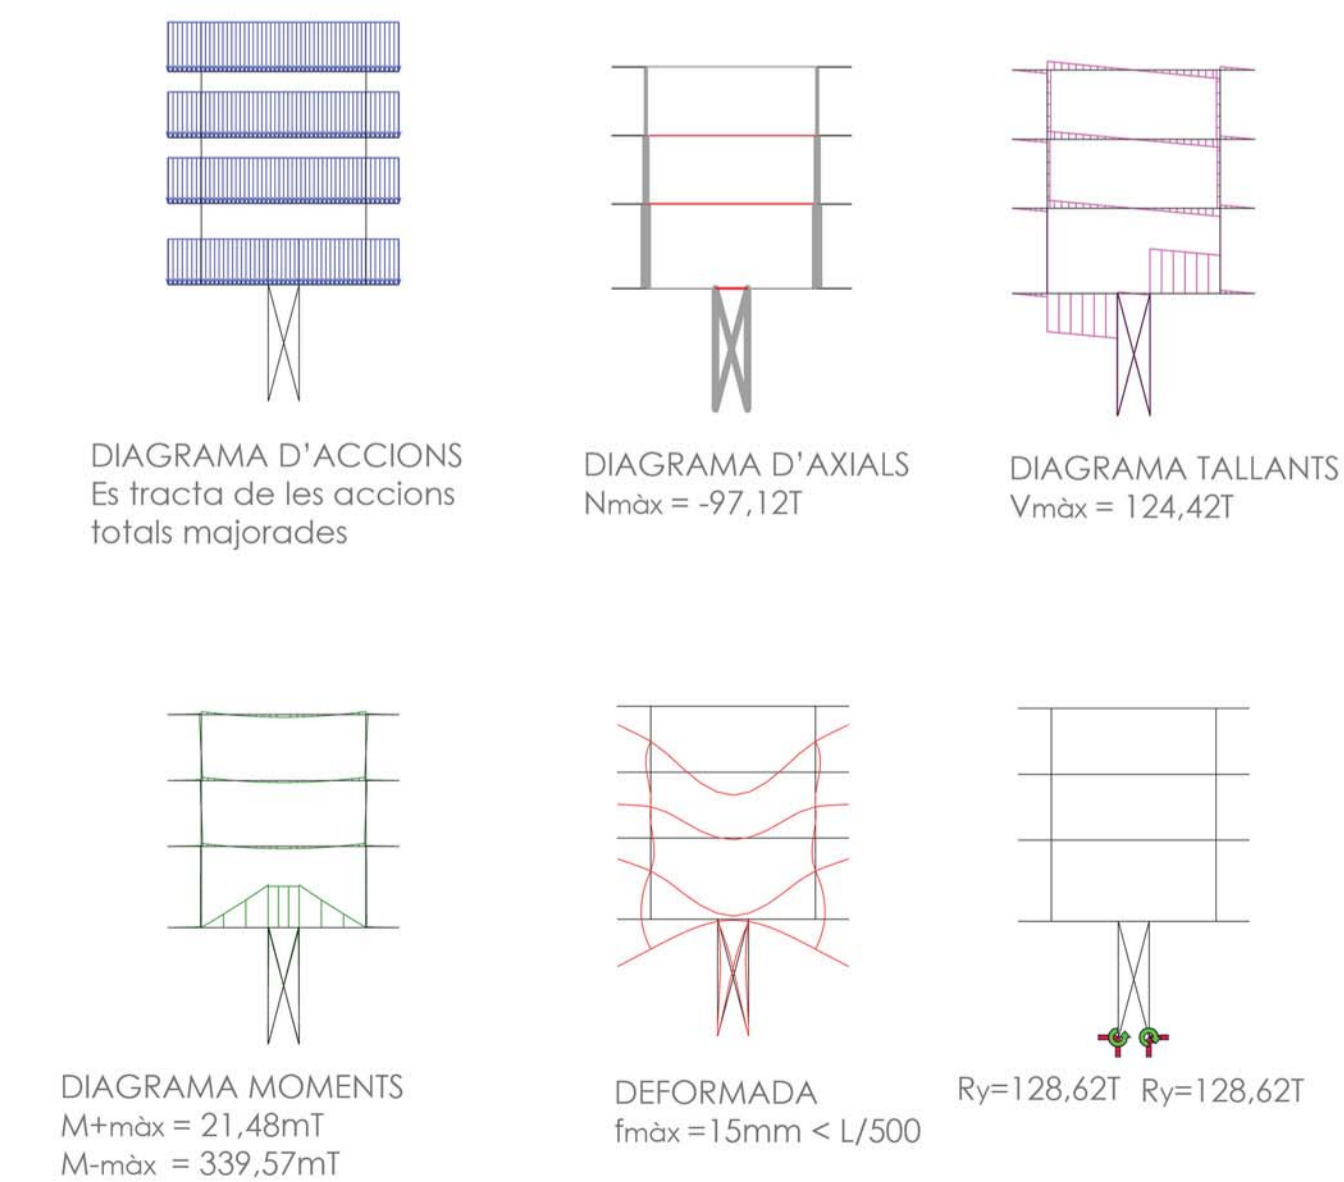 DIAGRAMA D'ACCIONS
Es tracta de les accions
totals majorades
DIAGRAMA D'AXIALS
Nmàx = -97,12T
DIAGRAMA TALLANTS
Vmàx = 124,42T
DIAGRAMA MOMENTS
M+màx = 21,48mT
M-màx = 339,57mT
DEFORMADA
fmàx =15mm < L/500
Ry=128,62T Ry=128,62T